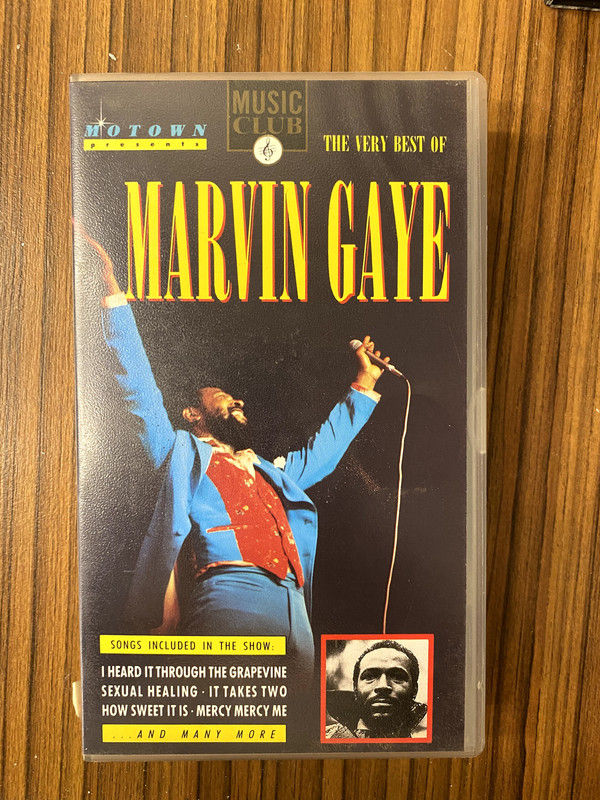 MUSIC
CLUB
MOTOWN
presents
THE VERY BEST OF
MARVIN GAYE
SONGS INCLUDED IN THE SHOW:
I HEARD IT THROUGH THE GRAPEVINE
SEXUAL HEALING · IT TAKES TWO
HOW SWEET IT IS · MERCY MERCY ME
...AND MANY MORE